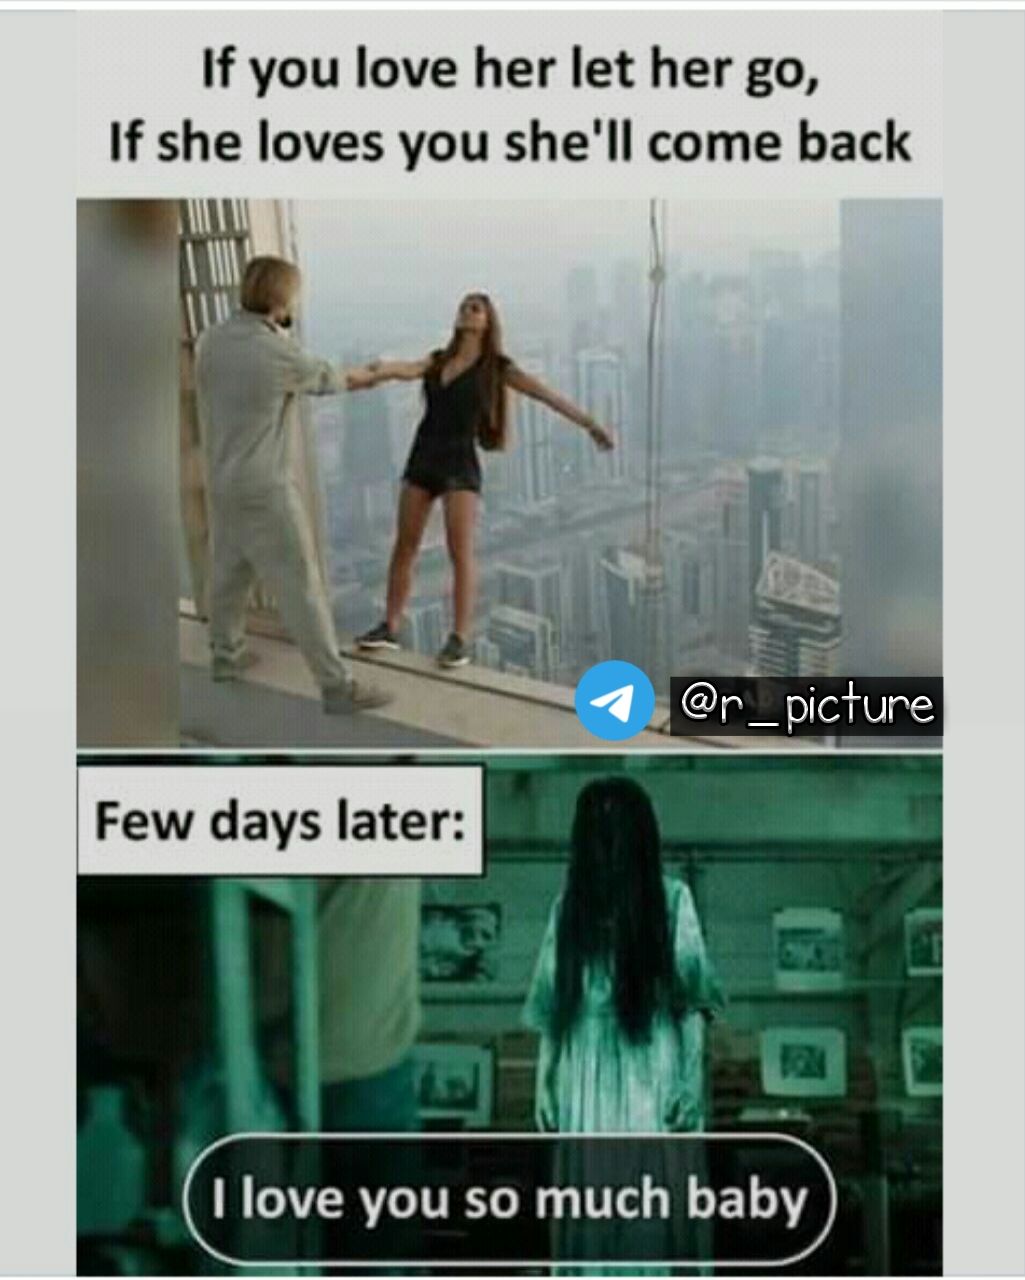 If you love her let her go,
If she loves you she'll come back
@r_picture
Few days later:
I love you so much baby